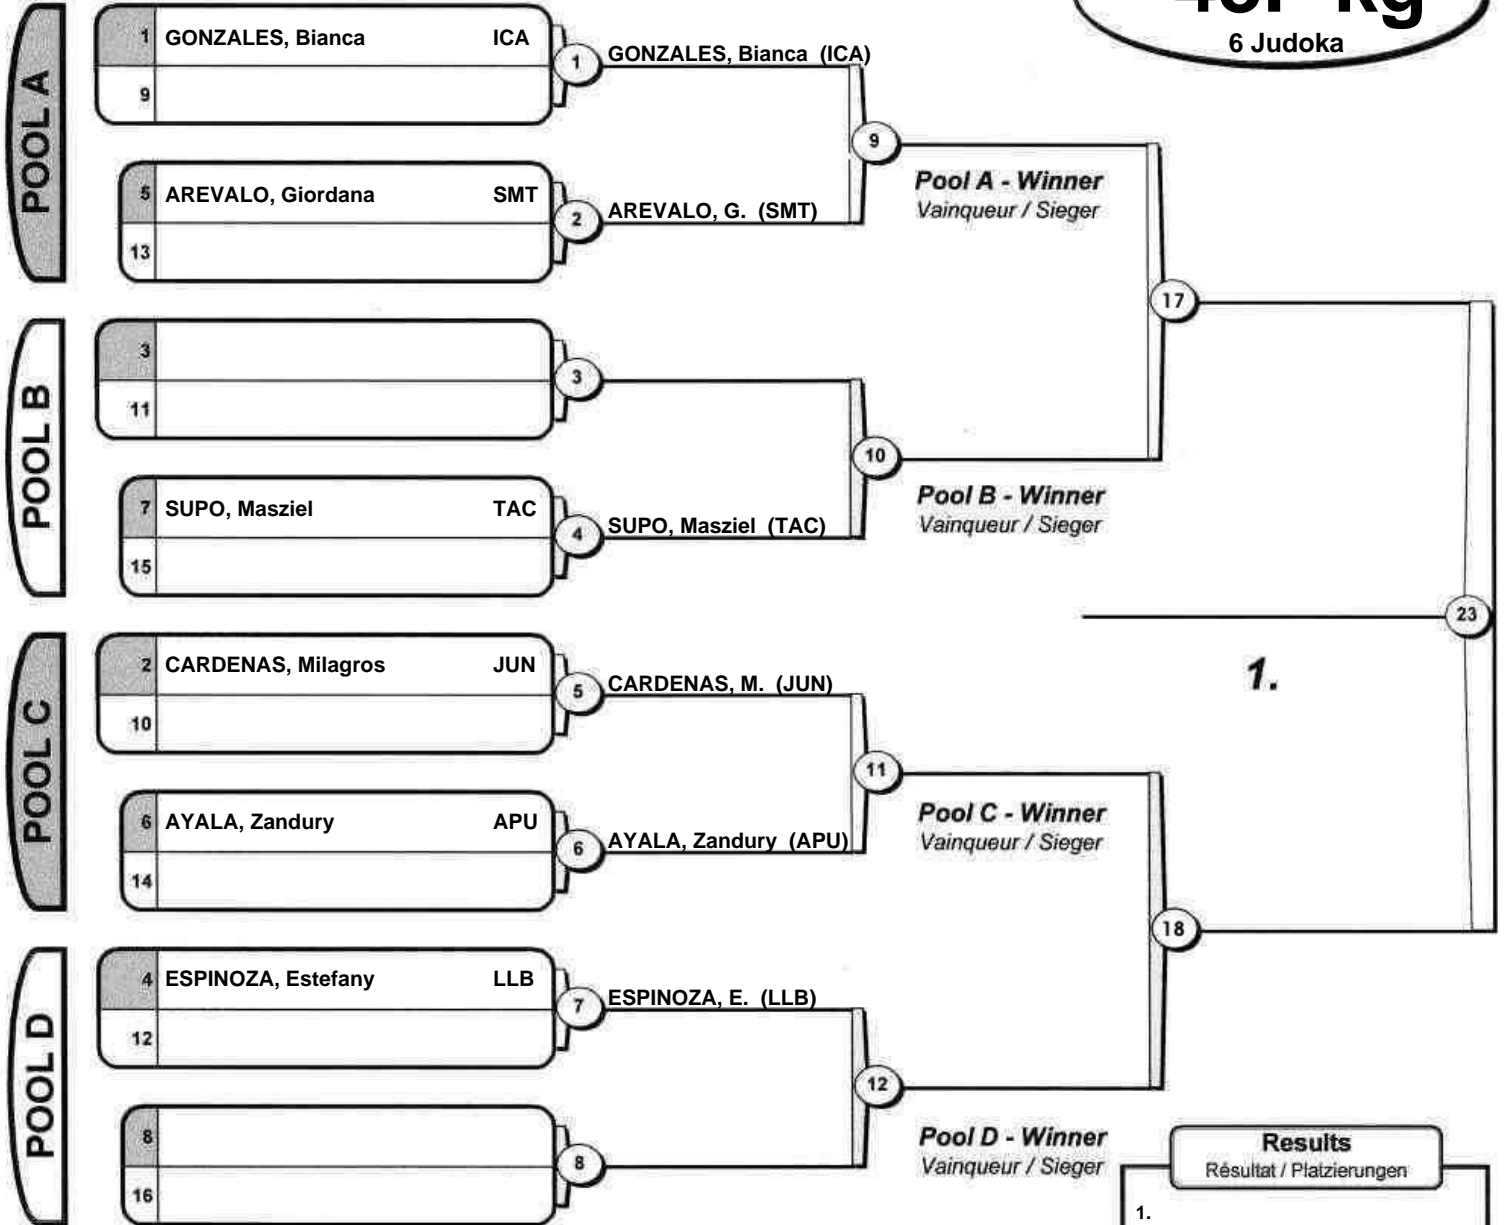 6 Judoka
POOL A
1 GONZALES, Bianca ICA
9
1
GONZALES, Bianca (ICA)
5 AREVALO, Giordana SMT
13
2
AREVALO, G. (SMT)
9
Pool A - Winner
Vainqueur / Sieger
17
POOL B
3
11
3
7 SUPO, Masziel TAC
15
4
SUPO, Masziel (TAC)
10
Pool B - Winner
Vainqueur / Sieger
23
1.
POOL C
2 CARDENAS, Milagros JUN
10
5
CARDENAS, M. (JUN)
6 AYALA, Zandury APU
14
6
AYALA, Zandury (APU)
11
Pool C - Winner
Vainqueur / Sieger
18
POOL D
4 ESPINOZA, Estefany LLB
12
7
ESPINOZA, E. (LLB)
8
16
8
12
Pool D - Winner
Vainqueur / Sieger
Results
Résultat / Platzierungen
1.